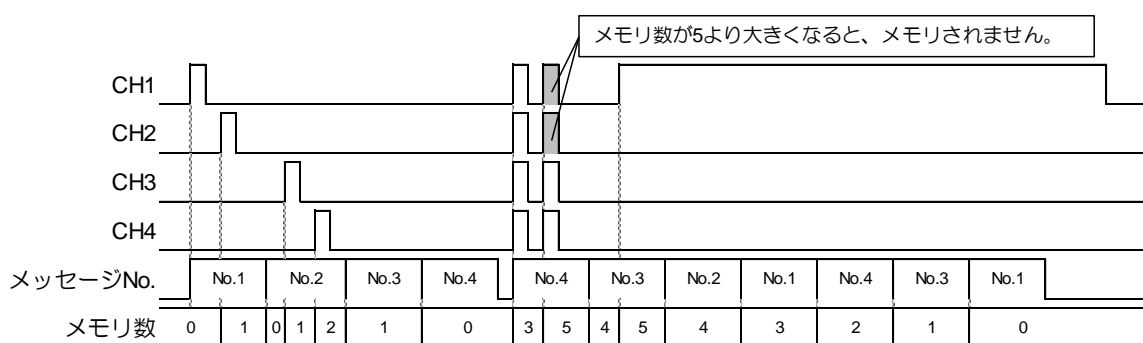 メモリ数が5より大きくなると、メモリされません。
CH1
CH2
CH3
CH4
メッセージNo. No.1 No.2 No.3 No.4 No.4 No.3 No.2 No.1 No.4 No.3 No.1
メモリ数 0 1 0 1 2 1 0 3 5 4 5 4 3 2 1 0